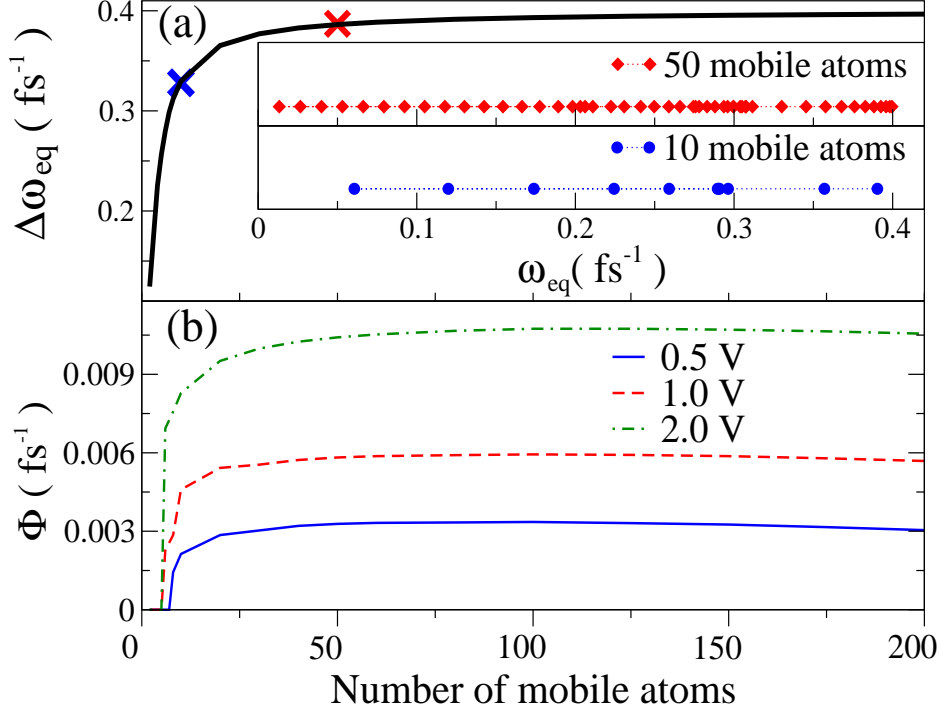 0.4
0.3
0.2
Δω_eq ( fs^-1 )
(a)
50 mobile atoms
10 mobile atoms
0 0.1 0.2 0.3 0.4
ω_eq( fs^-1 )
(b)
0.009
0.006
0.003
0
Φ ( fs^-1 )
0.5 V
1.0 V
2.0 V
0 50 100 150 200
Number of mobile atoms